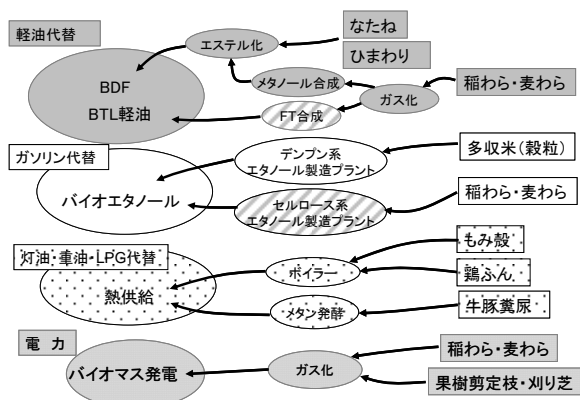 軽油代替
なたね
ひまわり
エステル化
メタノール合成
ガス化
稲わら・麦わら
BDF
BTL軽油
FT合成
ガソリン代替
デンプン系
エタノール製造プラント
多収米(穀粒)
バイオエタノール
セルロース系
エタノール製造プラント
稲わら・麦わら
灯油・重油・LPG代替
もみ殻
ボイラー
鶏ふん
熱供給
メタン発酵
牛豚糞尿
電 力
稲わら・麦わら
バイオマス発電
ガス化
果樹剪定枝・刈り芝